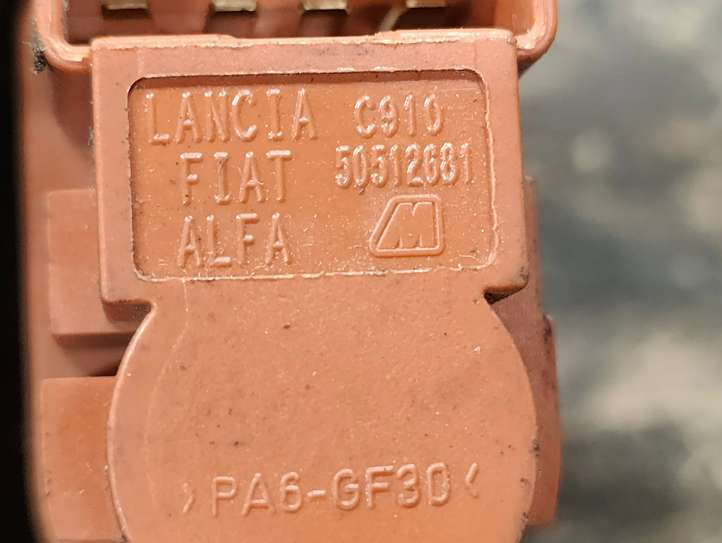 LANCIA C910
FIAT 50512681
ALFA M
>PA6-GF30<